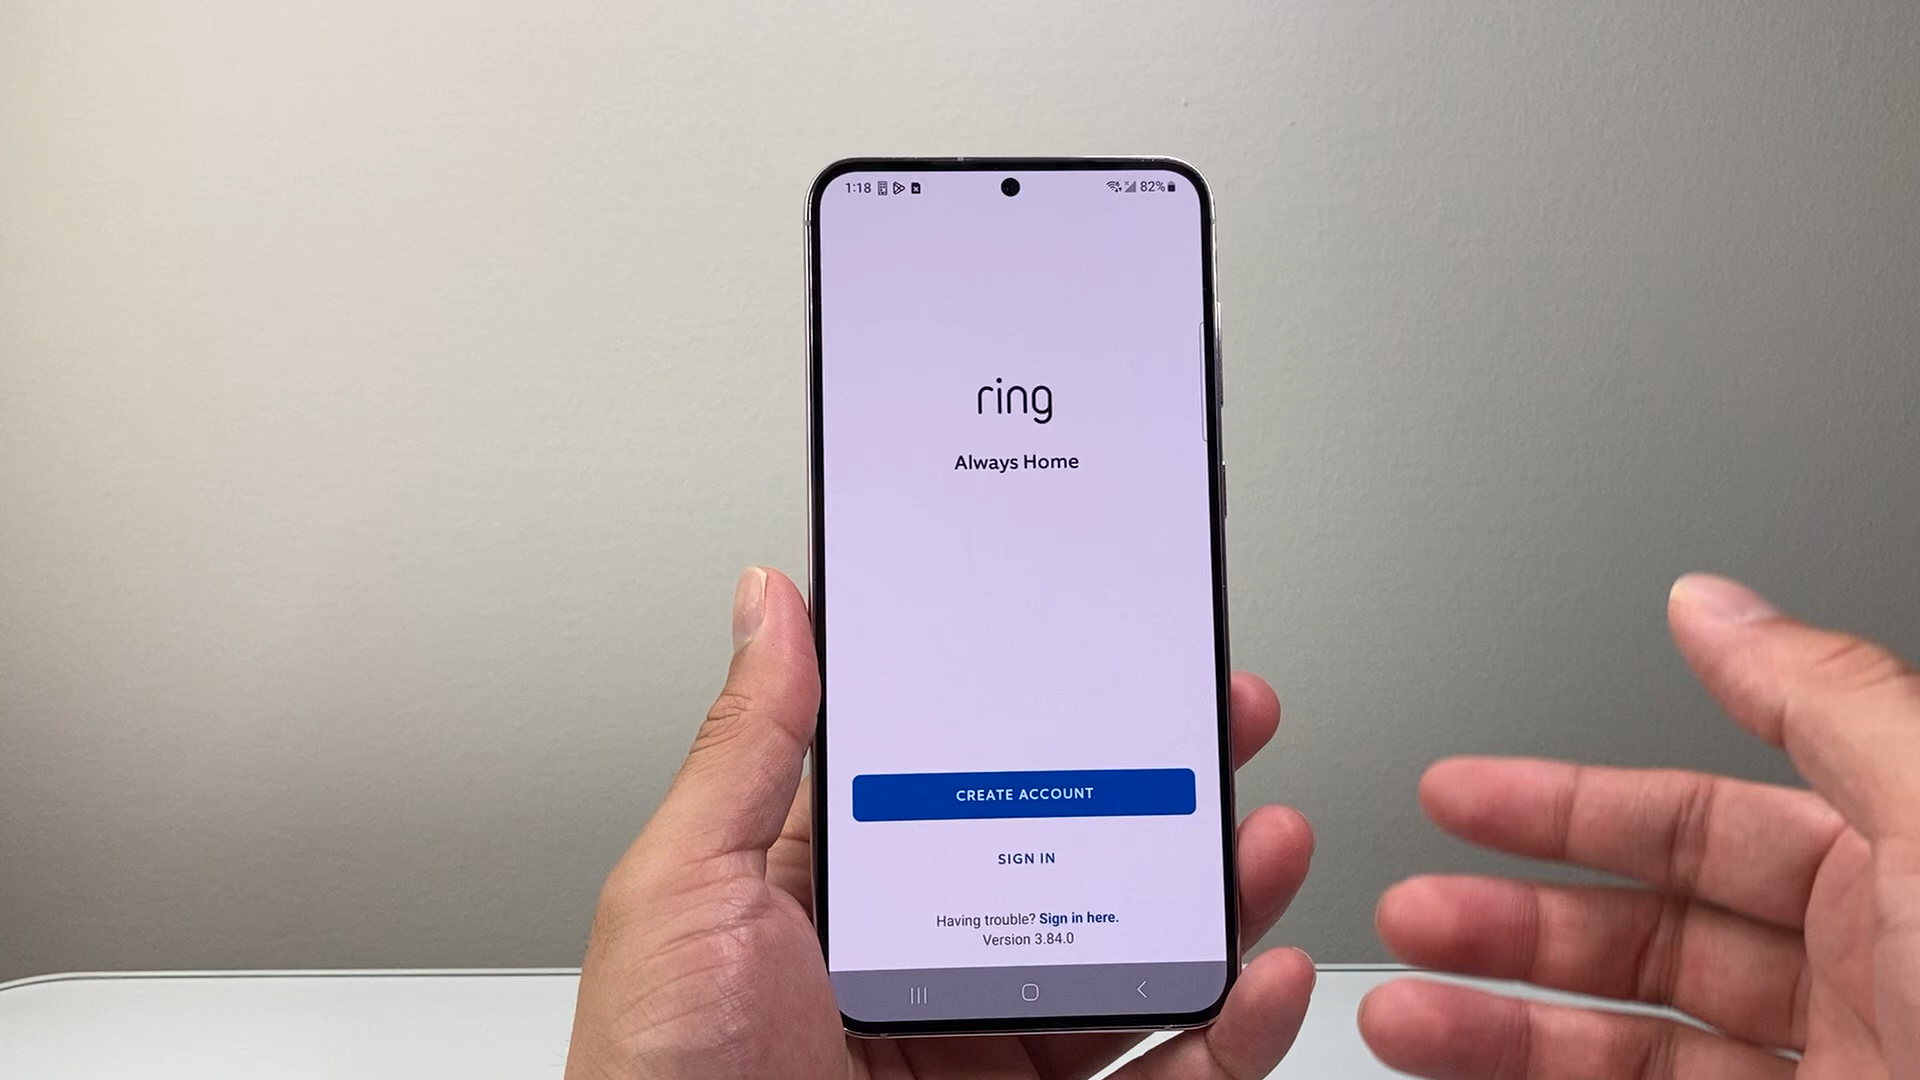 1:18 82%
ring
Always Home
CREATE ACCOUNT
SIGN IN
Having trouble? Sign in here.
Version 3.84.0